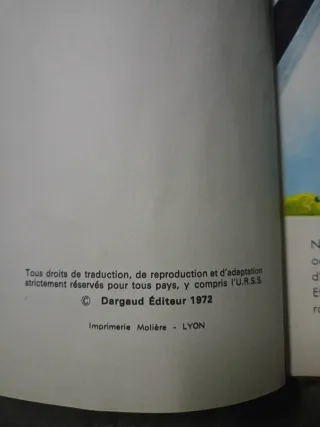 Tous droits de traduction, de reproduction et d'adaptation
strictement réservés pour tous pays, y compris l'U.R.S.S.
© Dargaud Éditeur 1972
Imprimerie Molière - LYON